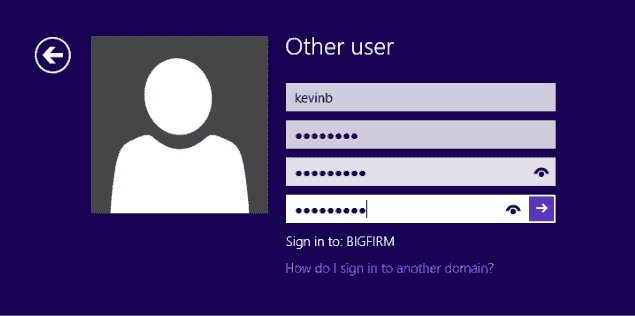 Other user
kevinb
••••••••
•••••••••
•••••••••
Sign in to: BIGFIRM
How do I sign in to another domain?